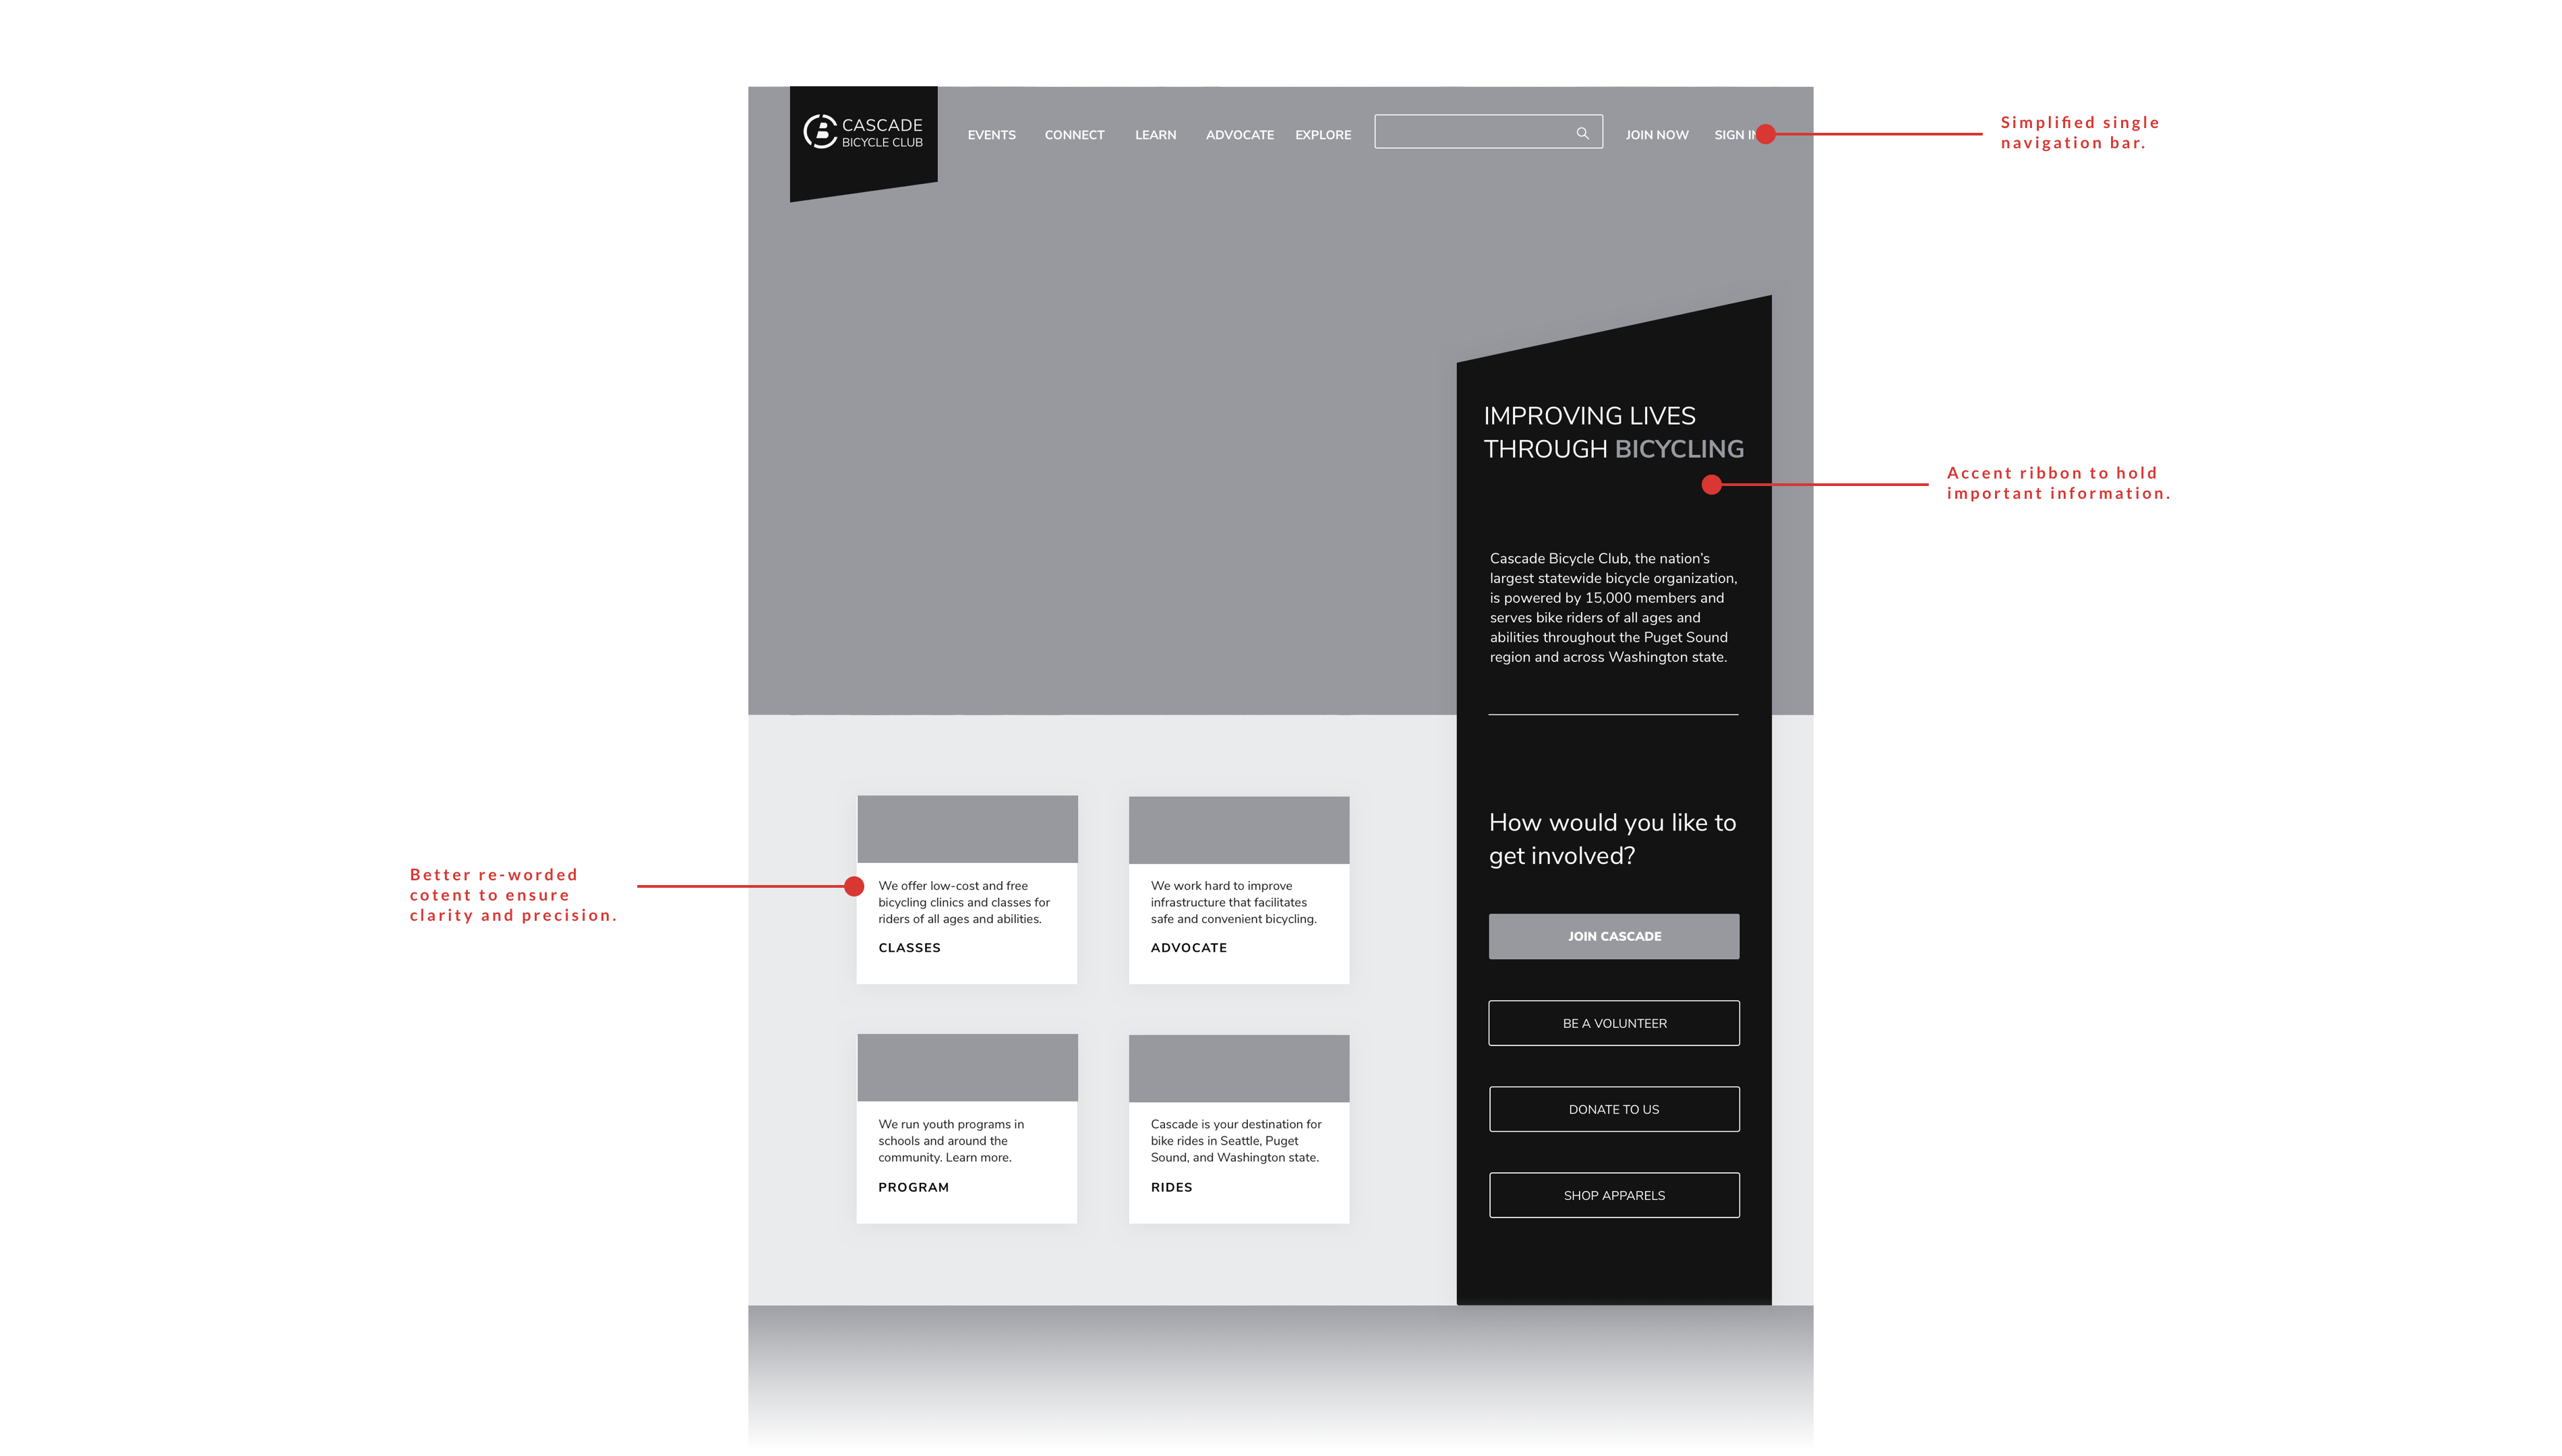 CASCADE
BICYCLE CLUB
EVENTS CONNECT LEARN ADVOCATE EXPLORE JOIN NOW SIGN IN
Simplified single
navigation bar.
IMPROVING LIVES
THROUGH BICYCLING
Accent ribbon to hold
important information.
Cascade Bicycle Club, the nation's
largest statewide bicycle organization,
is powered by 15,000 members and
serves bike riders of all ages and
abilities throughout the Puget Sound
region and across Washington state.
How would you like to
get involved?
JOIN CASCADE
BE A VOLUNTEER
DONATE TO US
SHOP APPARELS
Better re-worded
cotent to ensure
clarity and precision.
We offer low-cost and free
bicycling clinics and classes for
riders of all ages and abilities.
CLASSES
We work hard to improve
infrastructure that facilitates
safe and convenient bicycling.
ADVOCATE
We run youth programs in
schools and around the
community. Learn more.
PROGRAM
Cascade is your destination for
bike rides in Seattle, Puget
Sound, and Washington state.
RIDES